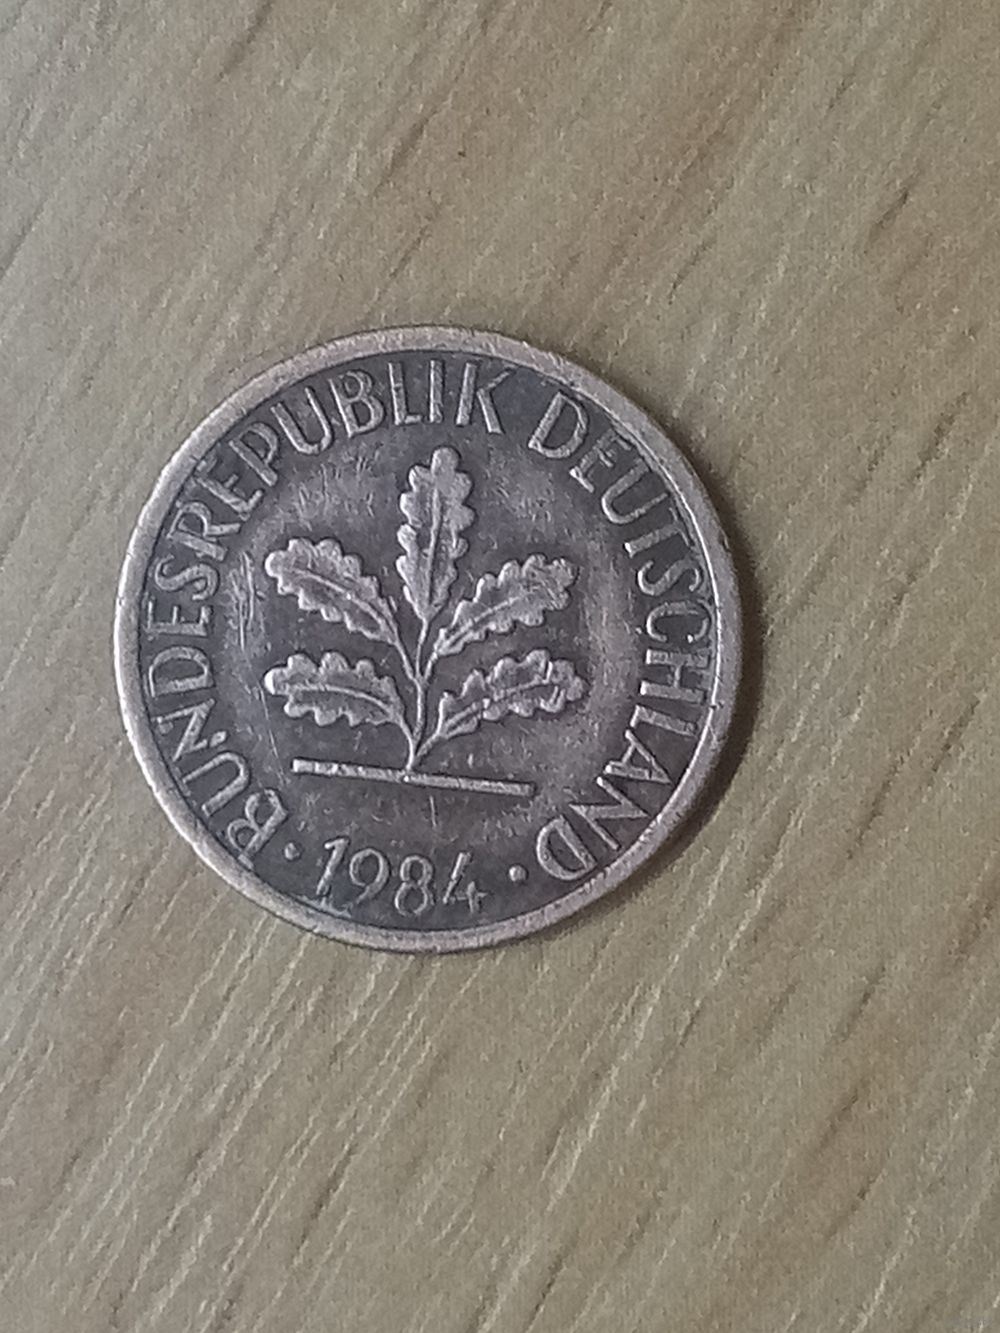 BUNDESREPUBLIK DEUTSCHLAND
· 1984 ·